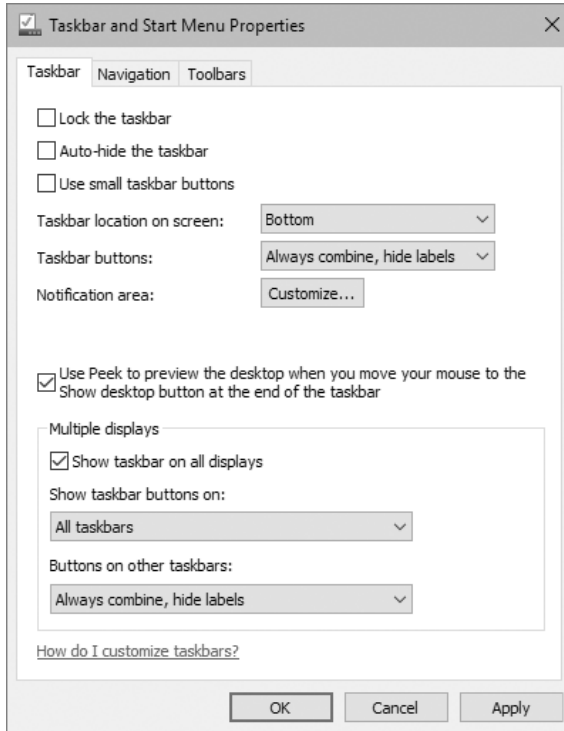 Taskbar and Start Menu Properties
Taskbar
Navigation
Toolbars
Lock the taskbar
Auto-hide the taskbar
Use small taskbar buttons
Taskbar location on screen:
Bottom
Taskbar buttons:
Always combine, hide labels
Notification area:
Customize...
Use Peek to preview the desktop when you move your mouse to the
Show desktop button at the end of the taskbar
Multiple displays
Show taskbar on all displays
Show taskbar buttons on:
All taskbars
Buttons on other taskbars:
Always combine, hide labels
How do I customize taskbars?
OK
Cancel
Apply